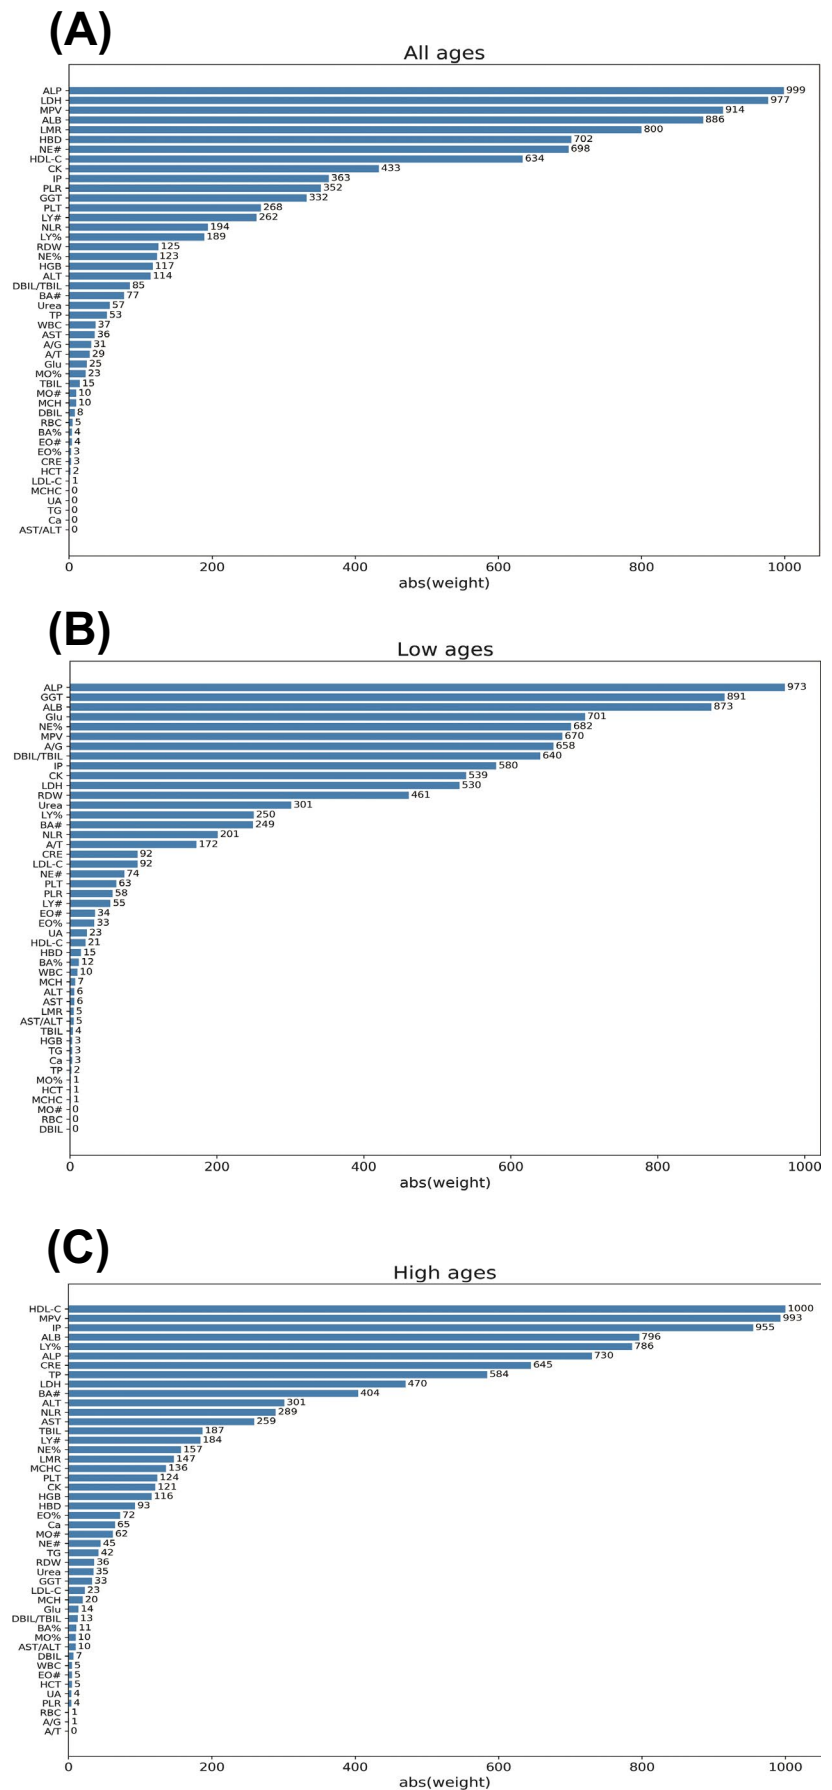 (A)
All ages
ALP 999
LDH 977
MPV 914
ALB 886
LMR 800
HBD 702
NE# 698
HDL-C 634
CK 433
IP 363
PLR 352
GGT 332
PLT 268
LY# 262
NLR 194
LY% 189
RDW 125
NE% 123
HGB 117
ALT 114
DBIL/TBIL 85
BA# 77
Urea 57
TP 53
WBC 37
AST 36
A/G 31
A/T 29
Glu 25
MO% 23
TBIL 15
MO# 10
MCH 10
DBIL 8
RBC 5
BA% 4
EO# 4
EO% 3
CRE 3
HCT 2
LDL-C 1
MCHC 0
UA 0
TG 0
Ca 0
AST/ALT 0
0 200 400 600 800 1000
abs(weight)
(B)
Low ages
ALP 973
GGT 891
ALB 873
Glu 701
NE% 682
MPV 670
A/G 658
DBIL/TBIL 640
IP 580
CK 539
LDH 530
RDW 461
Urea 301
LY% 250
BA# 249
NLR 201
A/T 172
CRE 92
LDL-C 92
NE# 74
PLT 63
PLR 58
LY# 55
EO# 34
EO% 33
UA 23
HDL-C 21
HBD 15
BA% 12
WBC 10
MCH 7
ALT 6
AST 6
LMR 5
AST/ALT 5
TBIL 4
HGB 3
TG 3
Ca 3
TP 2
MO% 1
HCT 1
MCHC 1
MO# 0
RBC 0
DBIL 0
0 200 400 600 800 1000
abs(weight)
(C)
High ages
HDL-C 1000
MPV 993
IP 955
ALB 796
LY% 786
ALP 730
CRE 645
TP 584
LDH 470
BA# 404
ALT 301
NLR 289
AST 259
TBIL 187
LY# 184
NE% 157
LMR 147
MCHC 136
PLT 124
CK 121
HGB 116
HBD 93
EO% 72
Ca 65
MO# 62
NE# 45
TG 42
RDW 36
Urea 35
GGT 33
LDL-C 23
MCH 20
Glu 14
DBIL/TBIL 13
BA% 11
MO% 10
AST/ALT 10
DBIL 7
WBC 5
EO# 5
HCT 5
UA 4
PLR 4
RBC 1
A/G 1
A/T 0
0 200 400 600 800 1000
abs(weight)